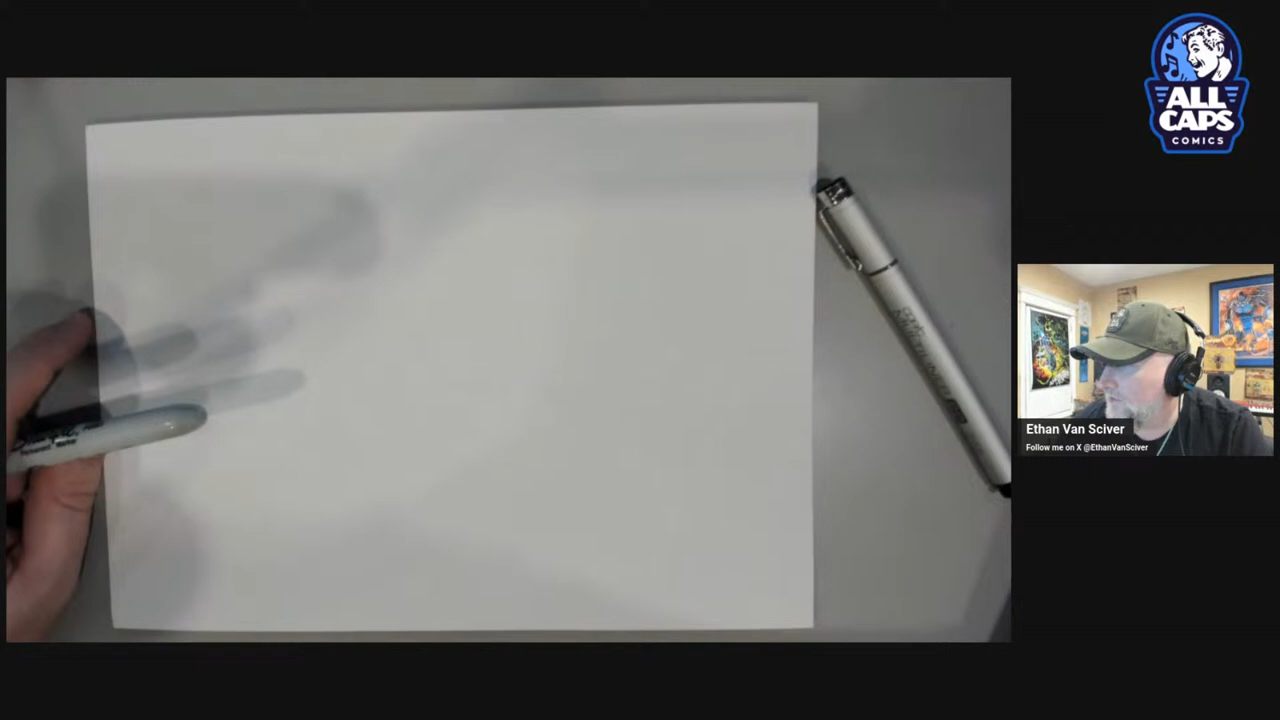 ALL
CAPS
COMICS
Ethan Van Sciver
Follow me on X @EthanVanSciver